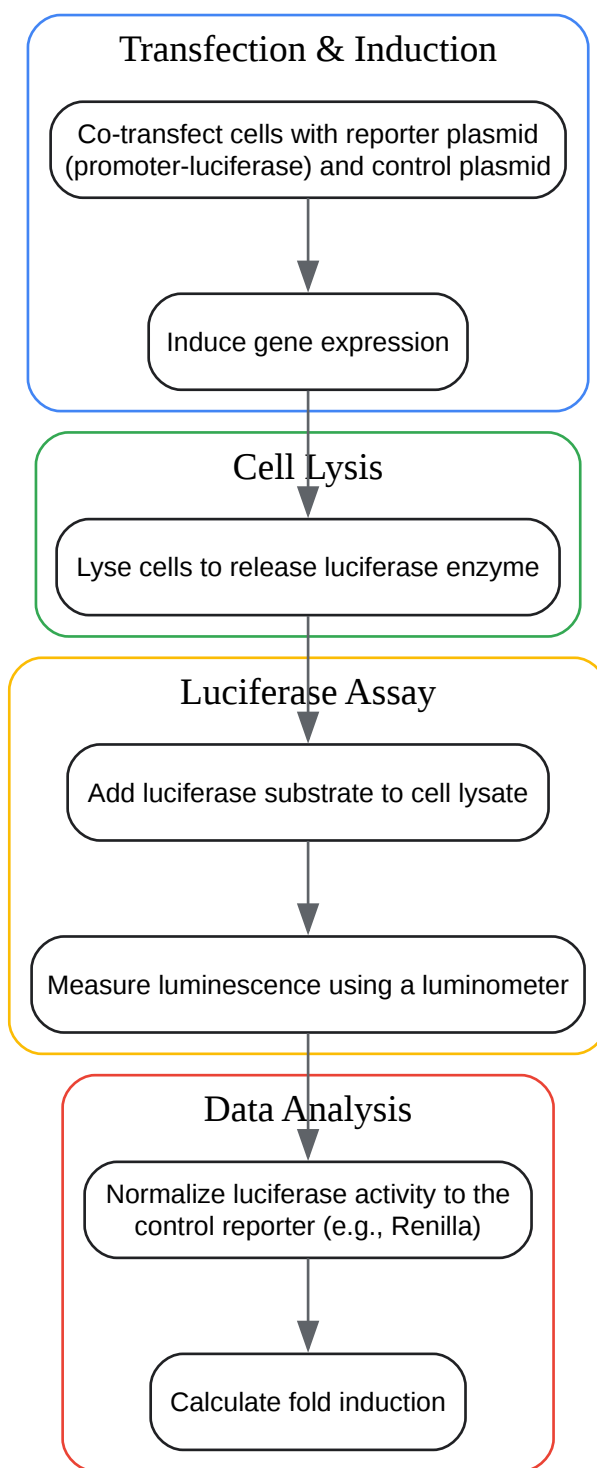 Transfection & Induction
Co-transfect cells with reporter plasmid
(promoter-luciferase) and control plasmid
Induce gene expression
Cell Lysis
Lyse cells to release luciferase enzyme
Luciferase Assay
Add luciferase substrate to cell lysate
Measure luminescence using a luminometer
Data Analysis
Normalize luciferase activity to the
control reporter (e.g., Renilla)
Calculate fold induction